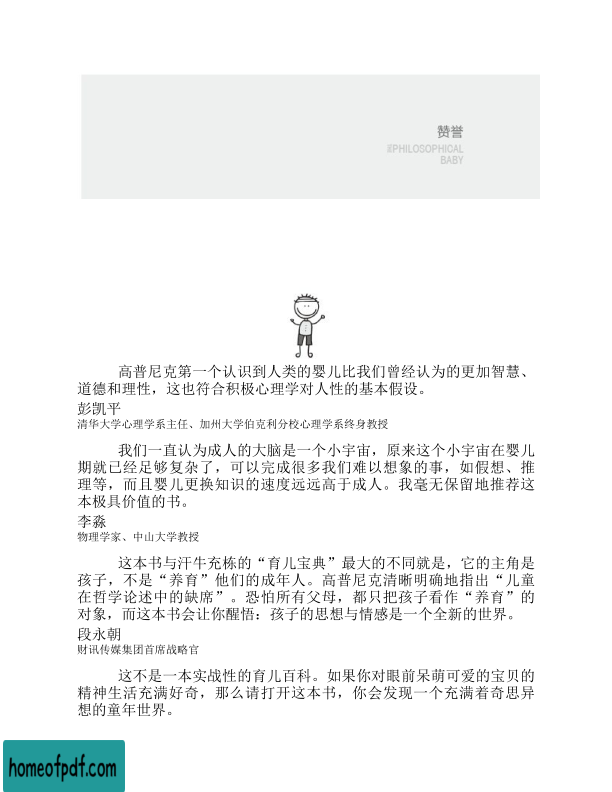 赞誉
THE PHILOSOPHICAL
BABY
高普尼克第一个认识到人类的婴儿比我们曾经认为的更加智慧、
道德和理性，这也符合积极心理学对人性的基本假设。
彭凯平
清华大学心理学系主任、加州大学伯克利分校心理学系终身教授
我们一直认为成人的大脑是一个小宇宙，原来这个小宇宙在婴儿
期就已经足够复杂了，可以完成很多我们难以想象的事，如假想、推
理等，而且婴儿更换知识的速度远远高于成人。我毫无保留地推荐这
本极具价值的书。
李淼
物理学家、中山大学教授
这本书与汗牛充栋的“育儿宝典”最大的不同就是，它的主角是
孩子，不是“养育”他们的成年人。高普尼克清晰明确地指出“儿童
在哲学论述中的缺席”。恐怕所有父母，都只把孩子看作“养育”的
对象，而这本书会让你醒悟：孩子的思想与情感是一个全新的世界。
段永朝
财讯传媒集团首席战略官
这不是一本实战性的育儿百科。如果你对眼前呆萌可爱的宝贝的
精神生活充满好奇，那么请打开这本书，你会发现一个充满着奇思异
想的童年世界。
homeofpdf.com